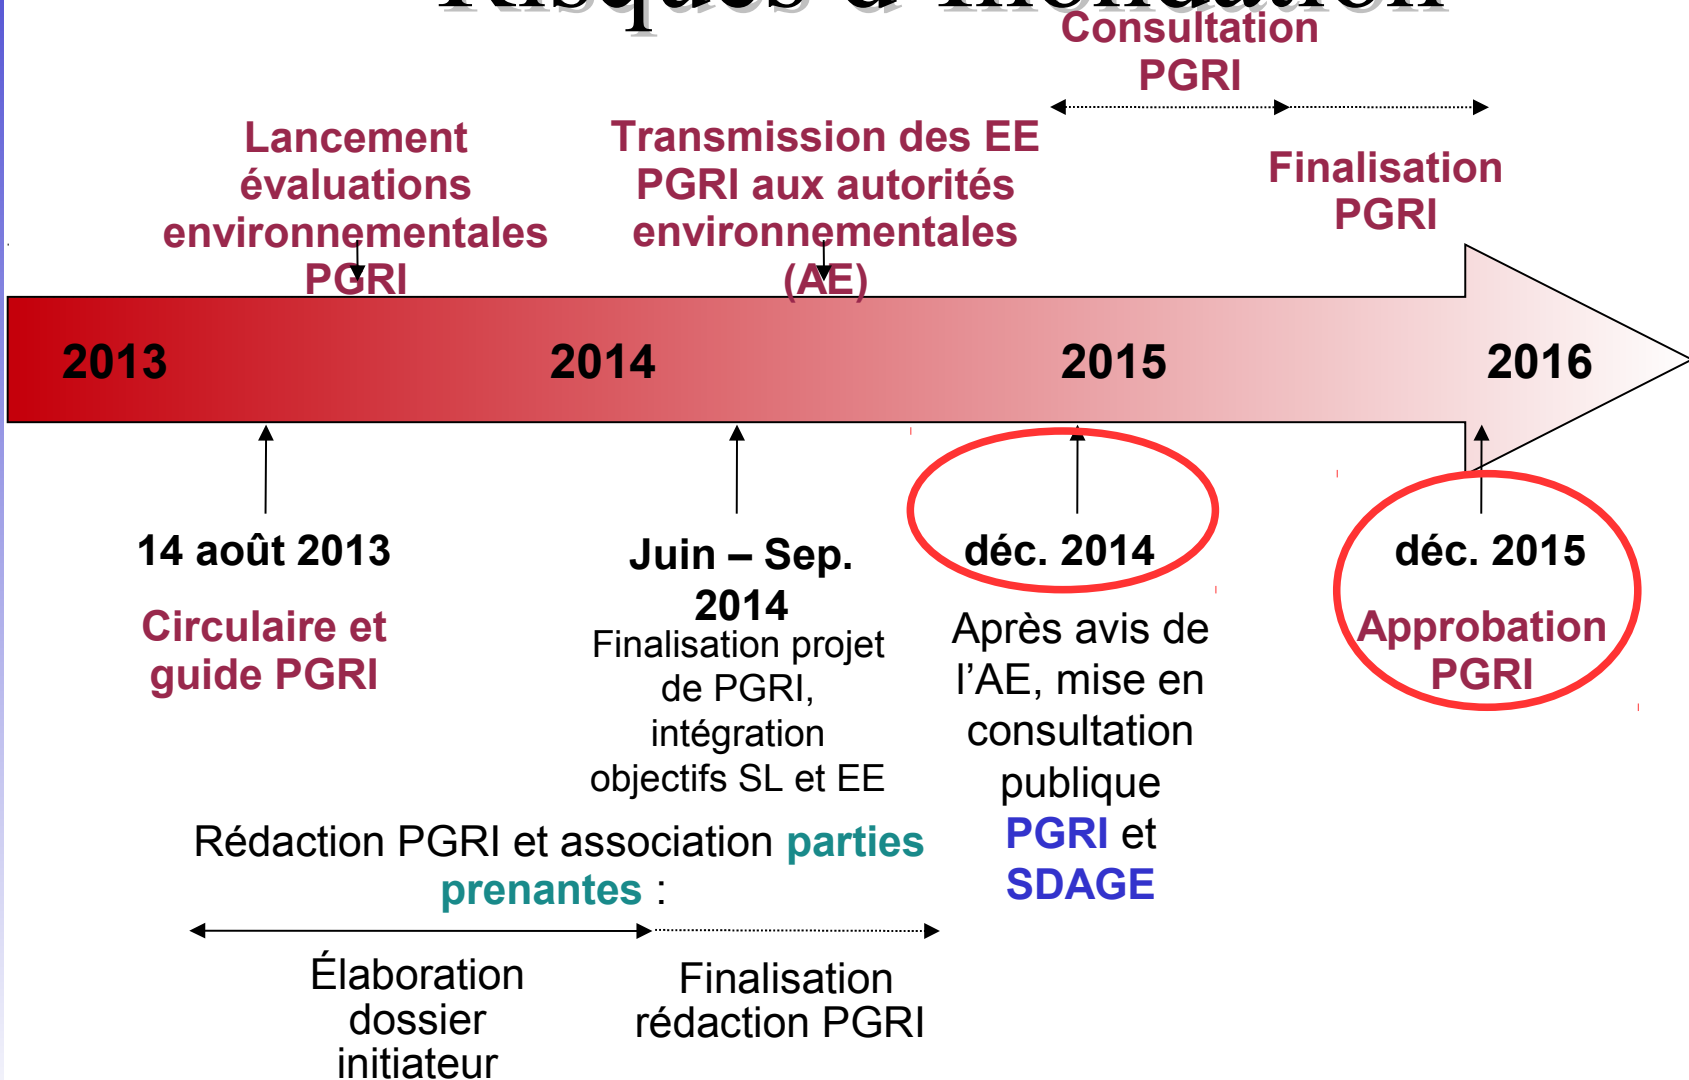 Risques d'Inondation
Consultation
PGRI
Lancement
évaluations
environnementales
PGRI
Transmission des EE
PGRI aux autorités
environnementales
(AE)
Finalisation
PGRI
2013
2014
2015
2016
14 août 2013
Circulaire et
guide PGRI
Juin – Sep.
2014
Finalisation projet
de PGRI,
intégration
objectifs SL et EE
déc. 2014
Après avis de
l’AE, mise en
consultation
publique
PGRI et
SDAGE
déc. 2015
Approbation
PGRI
Rédaction PGRI et association parties
prenantes :
Élaboration
dossier
initiateur
Finalisation
rédaction PGRI